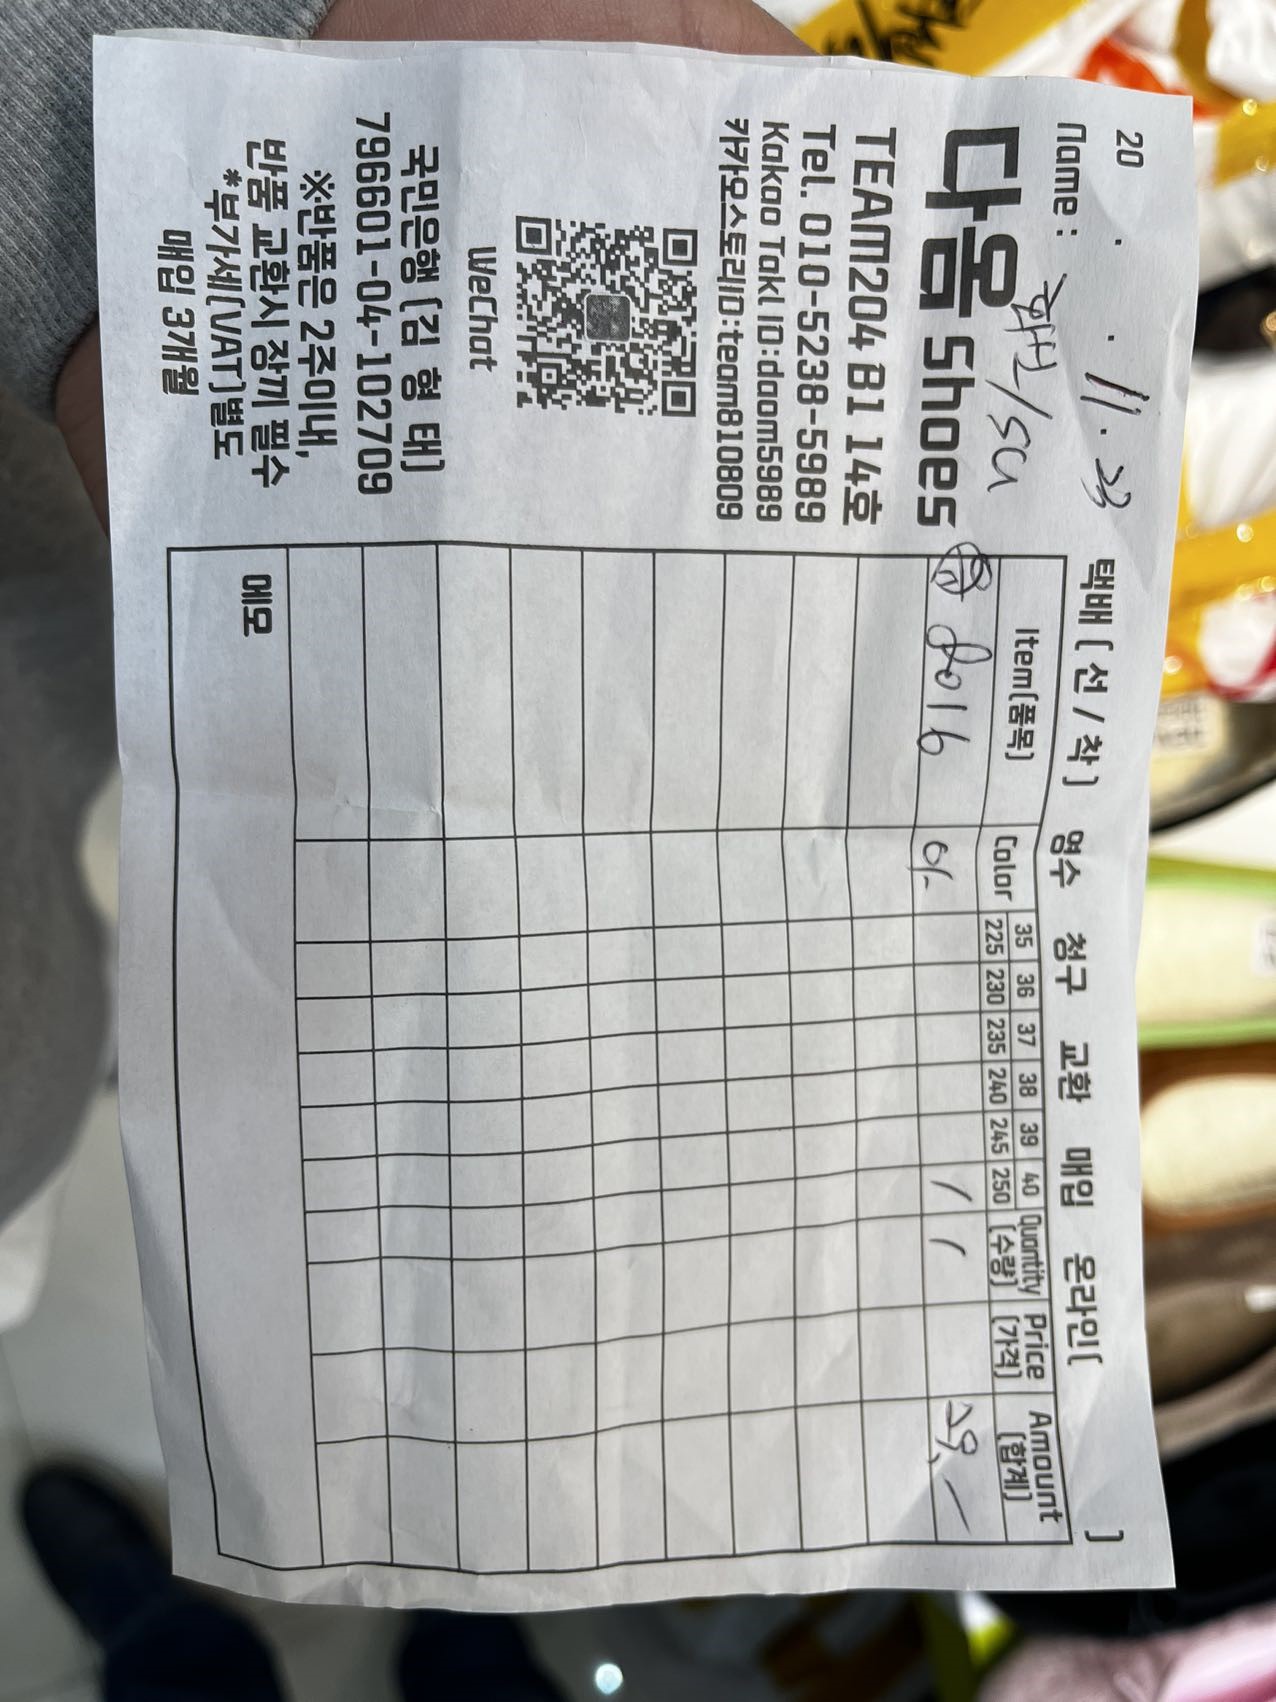 20 . . 11. 28
Name :
다옴 Shoes
TEAM204 B1 14호
Tel. 010-5238-5989
Kakao Takl ID:daom5989
카카오스토리ID:team810809
WeChat
국민은행 (김 형 태)
796601-04-102709
※반품은 2주이내,
반품 교환시 장끼 필수
*부가세(VAT)별도
매입 3개월
택배 ( 선 / 착 ) 영수 청구 교환 매입 온라인( )
Item(품목) Color 35 36 37 38 39 40 Quantity Price Amount
225 230 235 240 245 250 (수량) (가격) (합계)
8016 / / 28,-
메모